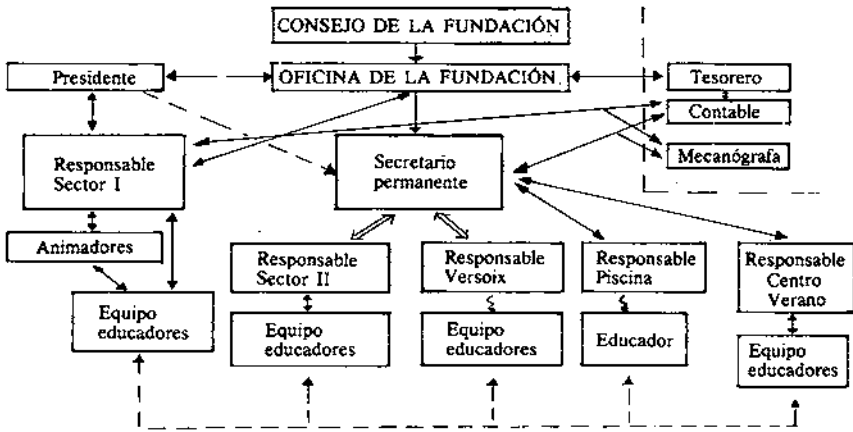 CONSEJO DE LA FUNDACIÓN
Presidente
OFICINA DE LA FUNDACIÓN
Tesorero
Contable
Mecanógrafa
Responsable
Sector I
Secretario
permanente
Animadores
Equipo
educadores
Responsable
Sector II
Equipo
educadores
Responsable
Versoix
Equipo
educadores
Responsable
Piscina
Educador
Responsable
Centro
Verano
Equipo
educadores